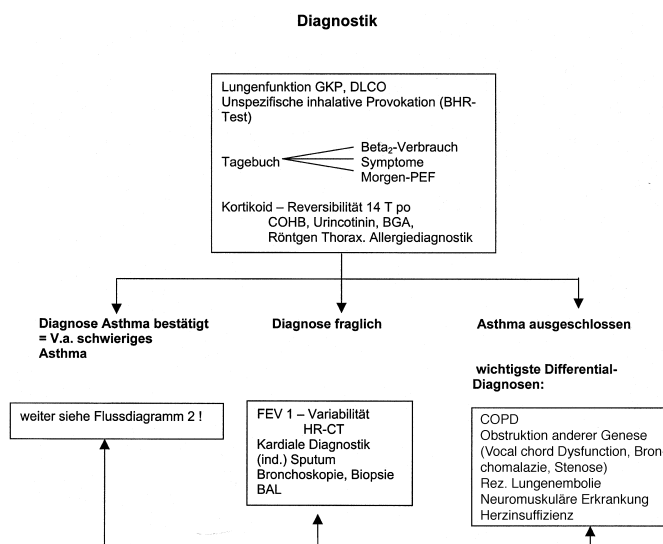 Diagnostik
Lungenfunktion GKP, DLCO
Unspezifische inhalative Provokation (BHR-
Test)
Tagebuch
Beta₂-Verbrauch
Symptome
Morgen-PEF
Kortikoid – Reversibilität 14 T po
COHB, Urincotinin, BGA,
Röntgen Thorax. Allergiediagnostik
Diagnose Asthma bestätigt
= V.a. schwieriges
Asthma
Diagnose fraglich
Asthma ausgeschlossen
wichtigste Differential-
Diagnosen:
weiter siehe Flussdiagramm 2 !
FEV 1 – Variabilität
HR-CT
Kardiale Diagnostik
(ind.) Sputum
Bronchoskopie, Biopsie
BAL
COPD
Obstruktion anderer Genese
(Vocal chord Dysfunction, Bron
chomalazie, Stenose)
Rez. Lungenembolie
Neuromuskuläre Erkrankung
Herzinsuffizienz